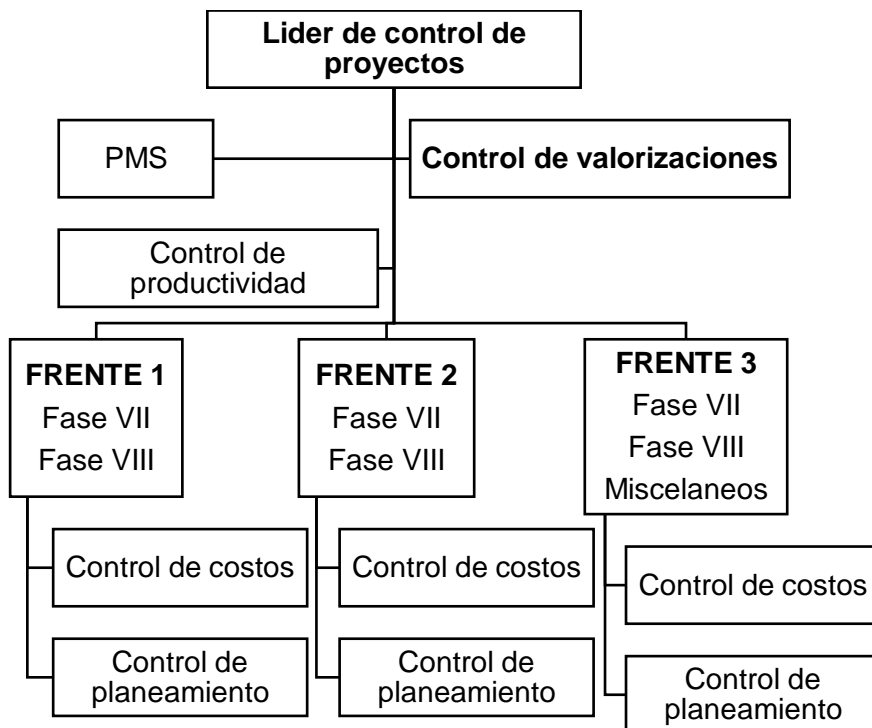 Lider de control de
proyectos
PMS
Control de valorizaciones
Control de
productividad
FRENTE 1
Fase VII
Fase VIII
FRENTE 2
Fase VII
Fase VIII
FRENTE 3
Fase VII
Fase VIII
Miscelaneos
Control de costos
Control de
planeamiento
Control de costos
Control de
planeamiento
Control de costos
Control de
planeamiento